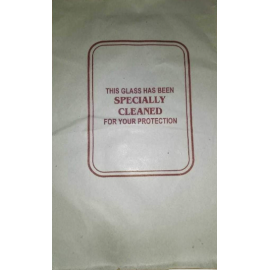 THIS GLASS HAS BEEN
SPECIALLY
CLEANED
FOR YOUR PROTECTION